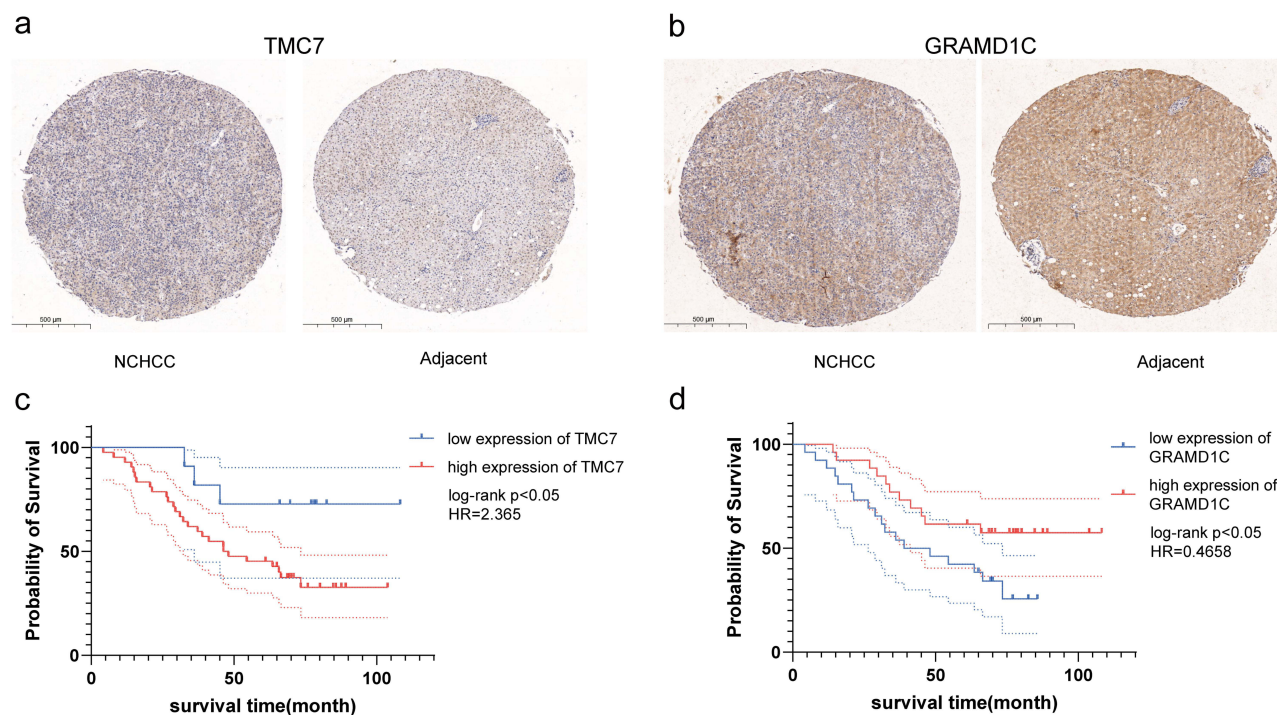 a
TMC7
500 μm
500 μm
NCHCC
Adjacent
b
GRAMD1C
500 μm
500 μm
NCHCC
Adjacent
c
Probability of Survival
100
50
0
0
50
100
survival time(month)
low expression of TMC7
high expression of TMC7
log-rank p<0.05
HR=2.365
d
Probability of Survival
100
50
0
0
50
100
survival time(month)
low expression of
GRAMD1C
high expression of
GRAMD1C
log-rank p<0.05
HR=0.4658